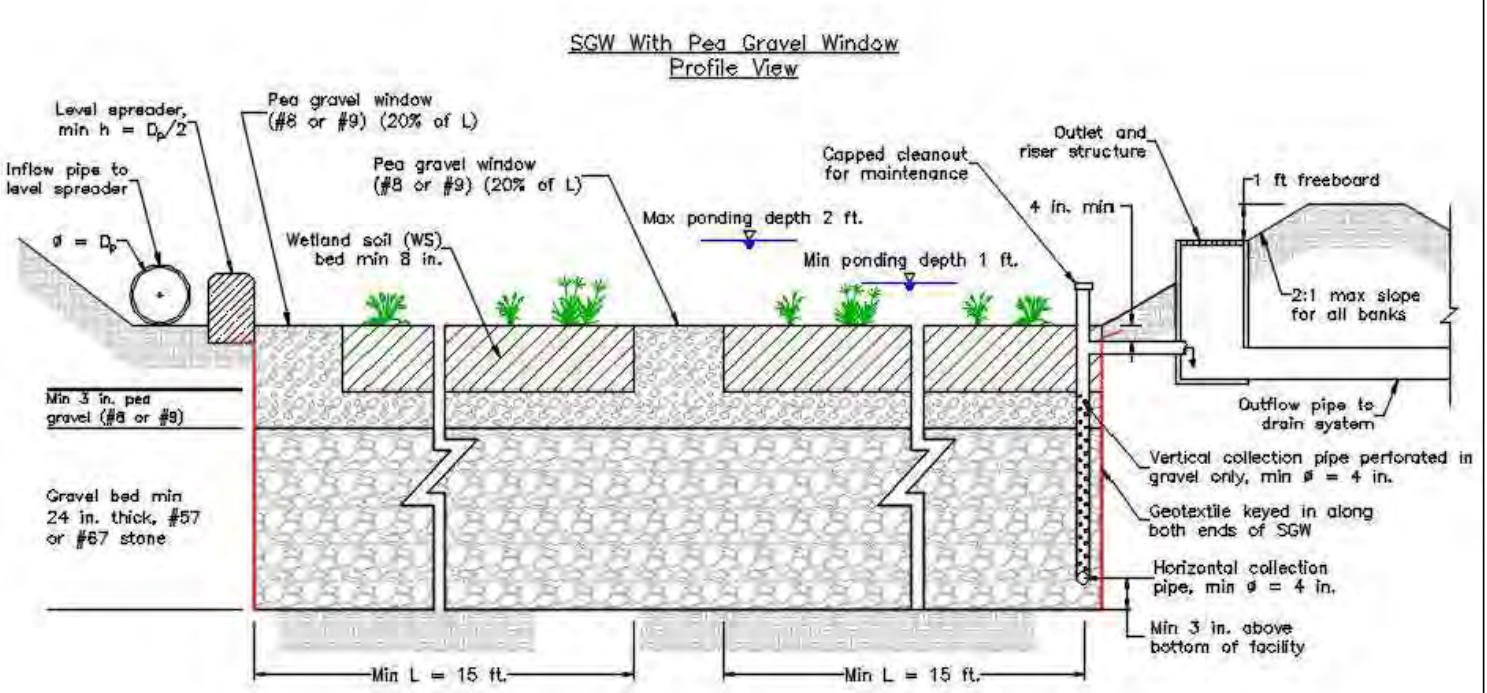 SGW With Pea Gravel Window
Profile View
Level spreader,
min h = Dp/2
Pea gravel window
(#8 or #9) (20% of L)
Inflow pipe to
level spreader
Pea gravel window
(#8 or #9) (20% of L)
Capped cleanout
for maintenance
Outlet and
riser structure
1 ft freeboard
4 in. min
ø = Dp
Max ponding depth 2 ft.
Wetland soil (WS)
bed min 8 in.
Min ponding depth 1 ft.
2:1 max slope
for all banks
Min 3 in. pea
gravel (#8 or #9)
Outflow pipe to
drain system
Vertical collection pipe perforated in
gravel only, min ø = 4 in.
Gravel bed min
24 in. thick, #57
or #67 stone
Geotextile keyed in along
both ends of SGW
Horizontal collection
pipe, min ø = 4 in.
Min 3 in. above
bottom of facility
Min L = 15 ft.
Min L = 15 ft.